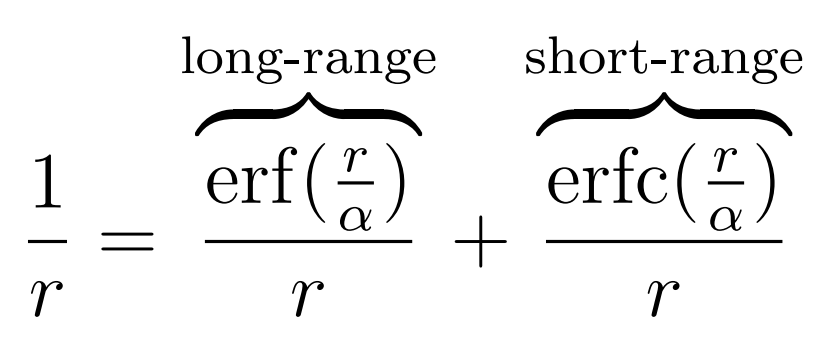 long-range short-range
1/r = erf(r/α)/r + erfc(r/α)/r